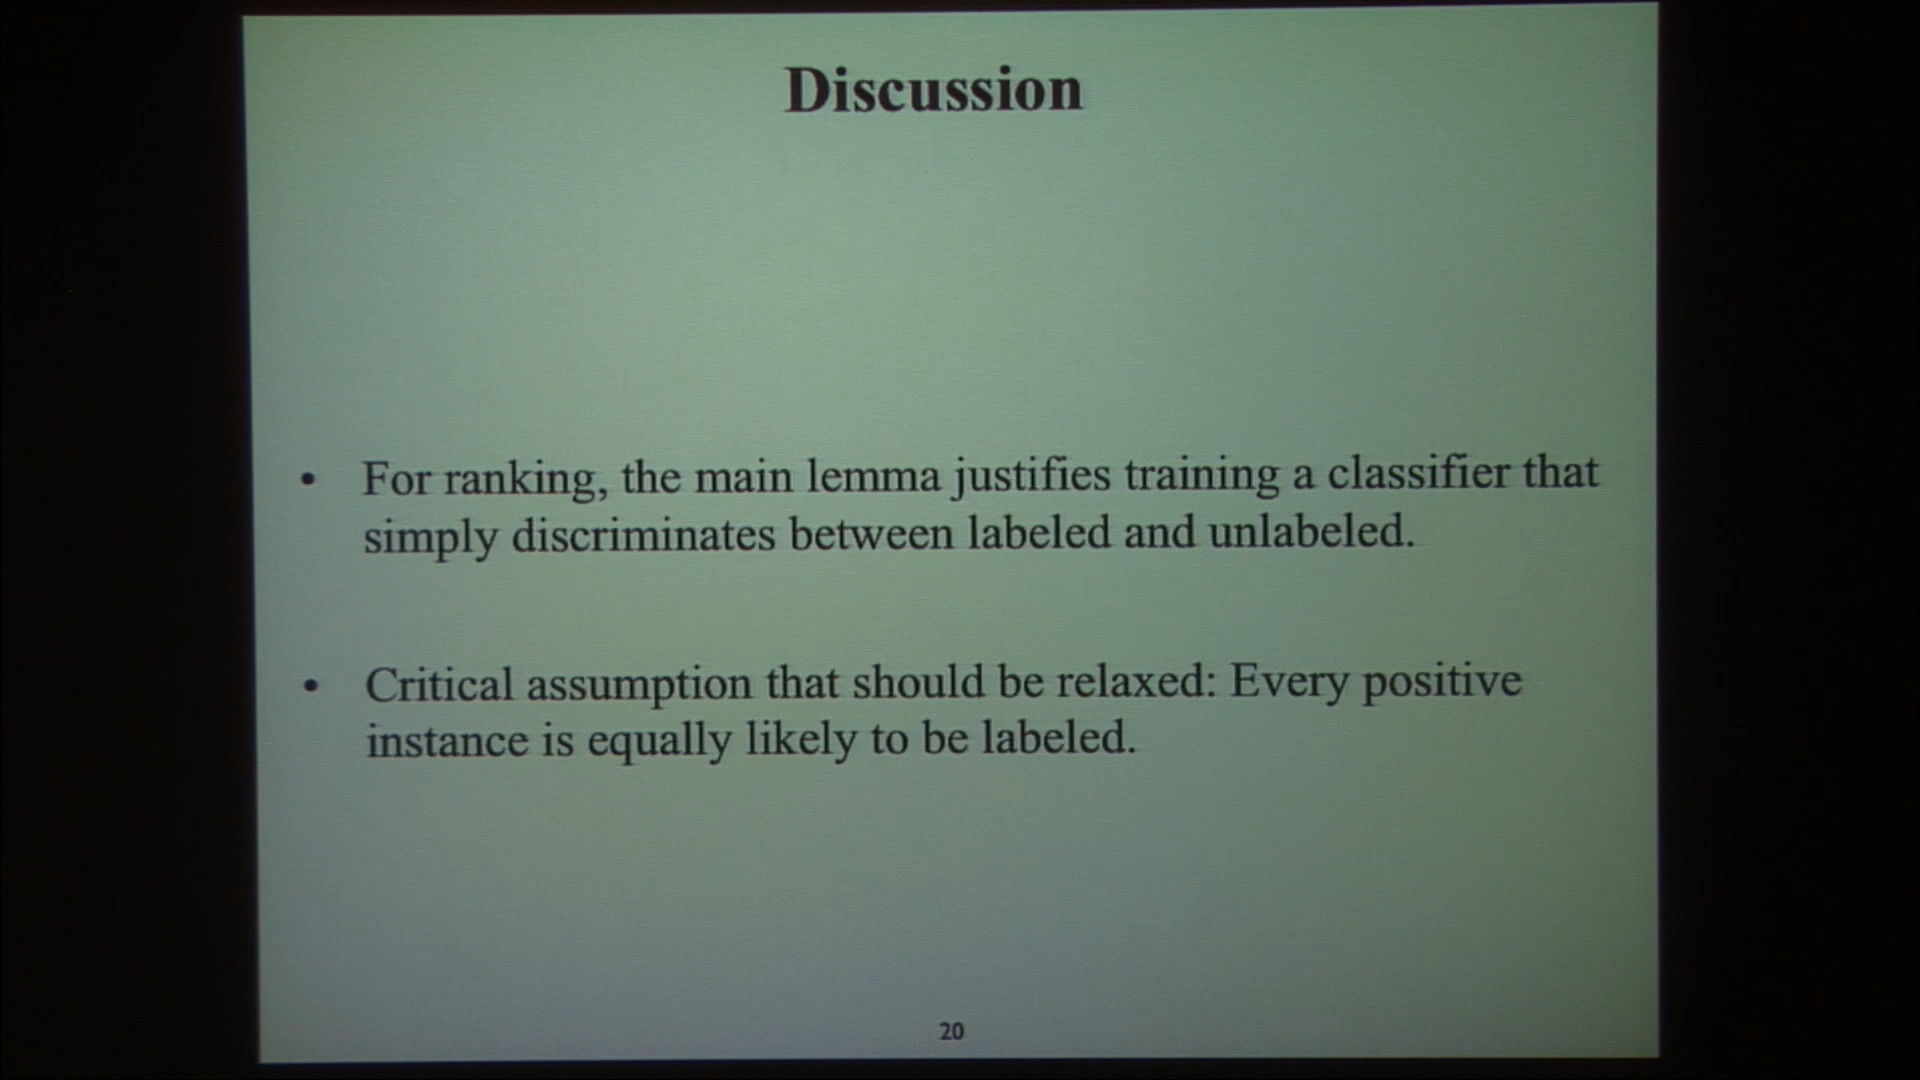 Discussion
• For ranking, the main lemma justifies training a classifier that
simply discriminates between labeled and unlabeled.
• Critical assumption that should be relaxed: Every positive
instance is equally likely to be labeled.
20